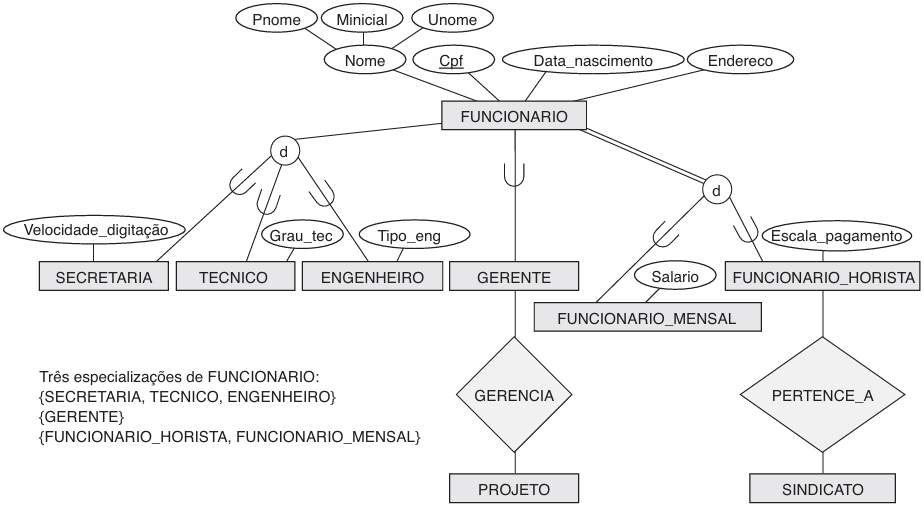 Pnome
Minicial
Unome
Nome
Cpf
Data_nascimento
Endereco
FUNCIONARIO
d
d
Velocidade_digitação
Grau_tec
Tipo_eng
Escala_pagamento
SECRETARIA
TECNICO
ENGENHEIRO
GERENTE
Salario
FUNCIONARIO_HORISTA
FUNCIONARIO_MENSAL
Três especializações de FUNCIONARIO:
{SECRETARIA, TECNICO, ENGENHEIRO}
{GERENTE}
{FUNCIONARIO_HORISTA, FUNCIONARIO_MENSAL}
GERENCIA
PERTENCE_A
PROJETO
SINDICATO